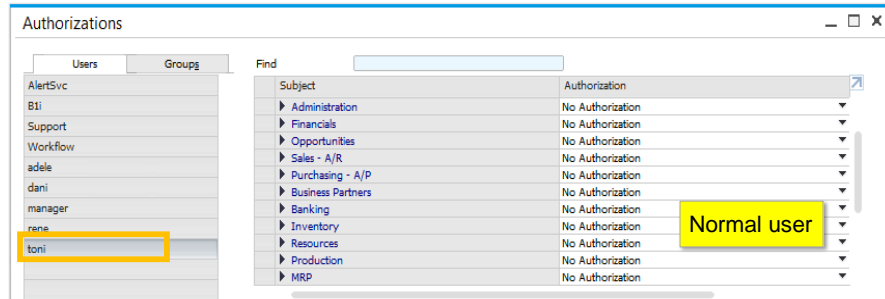 Authorizations
Users Groups Find
Subject Authorization
AlertSvc
B1i
Support
Workflow
adele
dani
manager
rene
toni
Administration No Authorization
Financials No Authorization
Opportunities No Authorization
Sales - A/R No Authorization
Purchasing - A/P No Authorization
Business Partners No Authorization
Banking No Authorization
Inventory No Authorization
Resources No Authorization
Production No Authorization
MRP No Authorization
Normal user